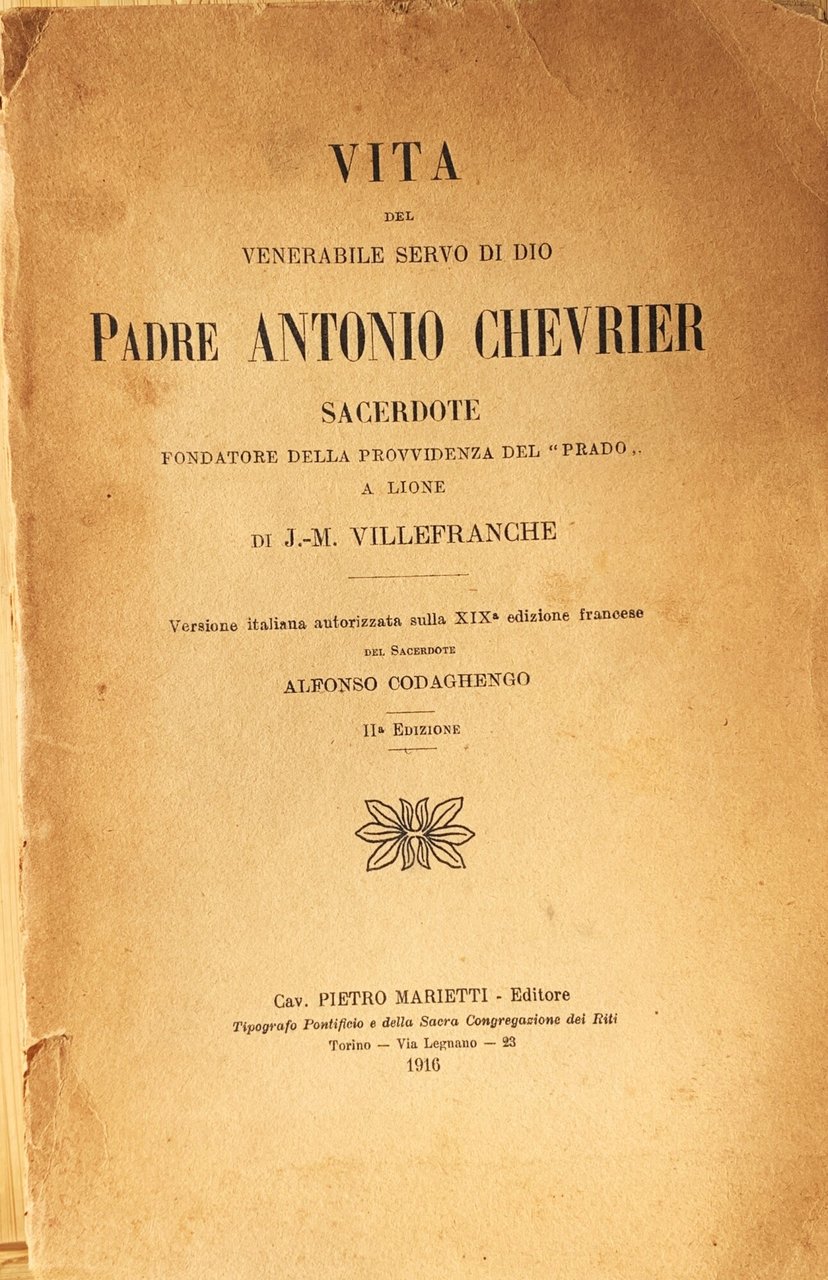 VITA
DEL
VENERABILE SERVO DI DIO
PADRE ANTONIO CHEVRIER
SACERDOTE
FONDATORE DELLA PROVVIDENZA DEL “PRADO„
A LIONE
DI J.-M. VILLEFRANCHE
Versione italiana autorizzata sulla XIXª edizione francese
DEL SACERDOTE
ALFONSO CODAGHENGO
IIª EDIZIONE
Cav. PIETRO MARIETTI - Editore
Tipografo Pontificio e della Sacra Congregazione dei Riti
Torino — Via Legnano — 23
1916